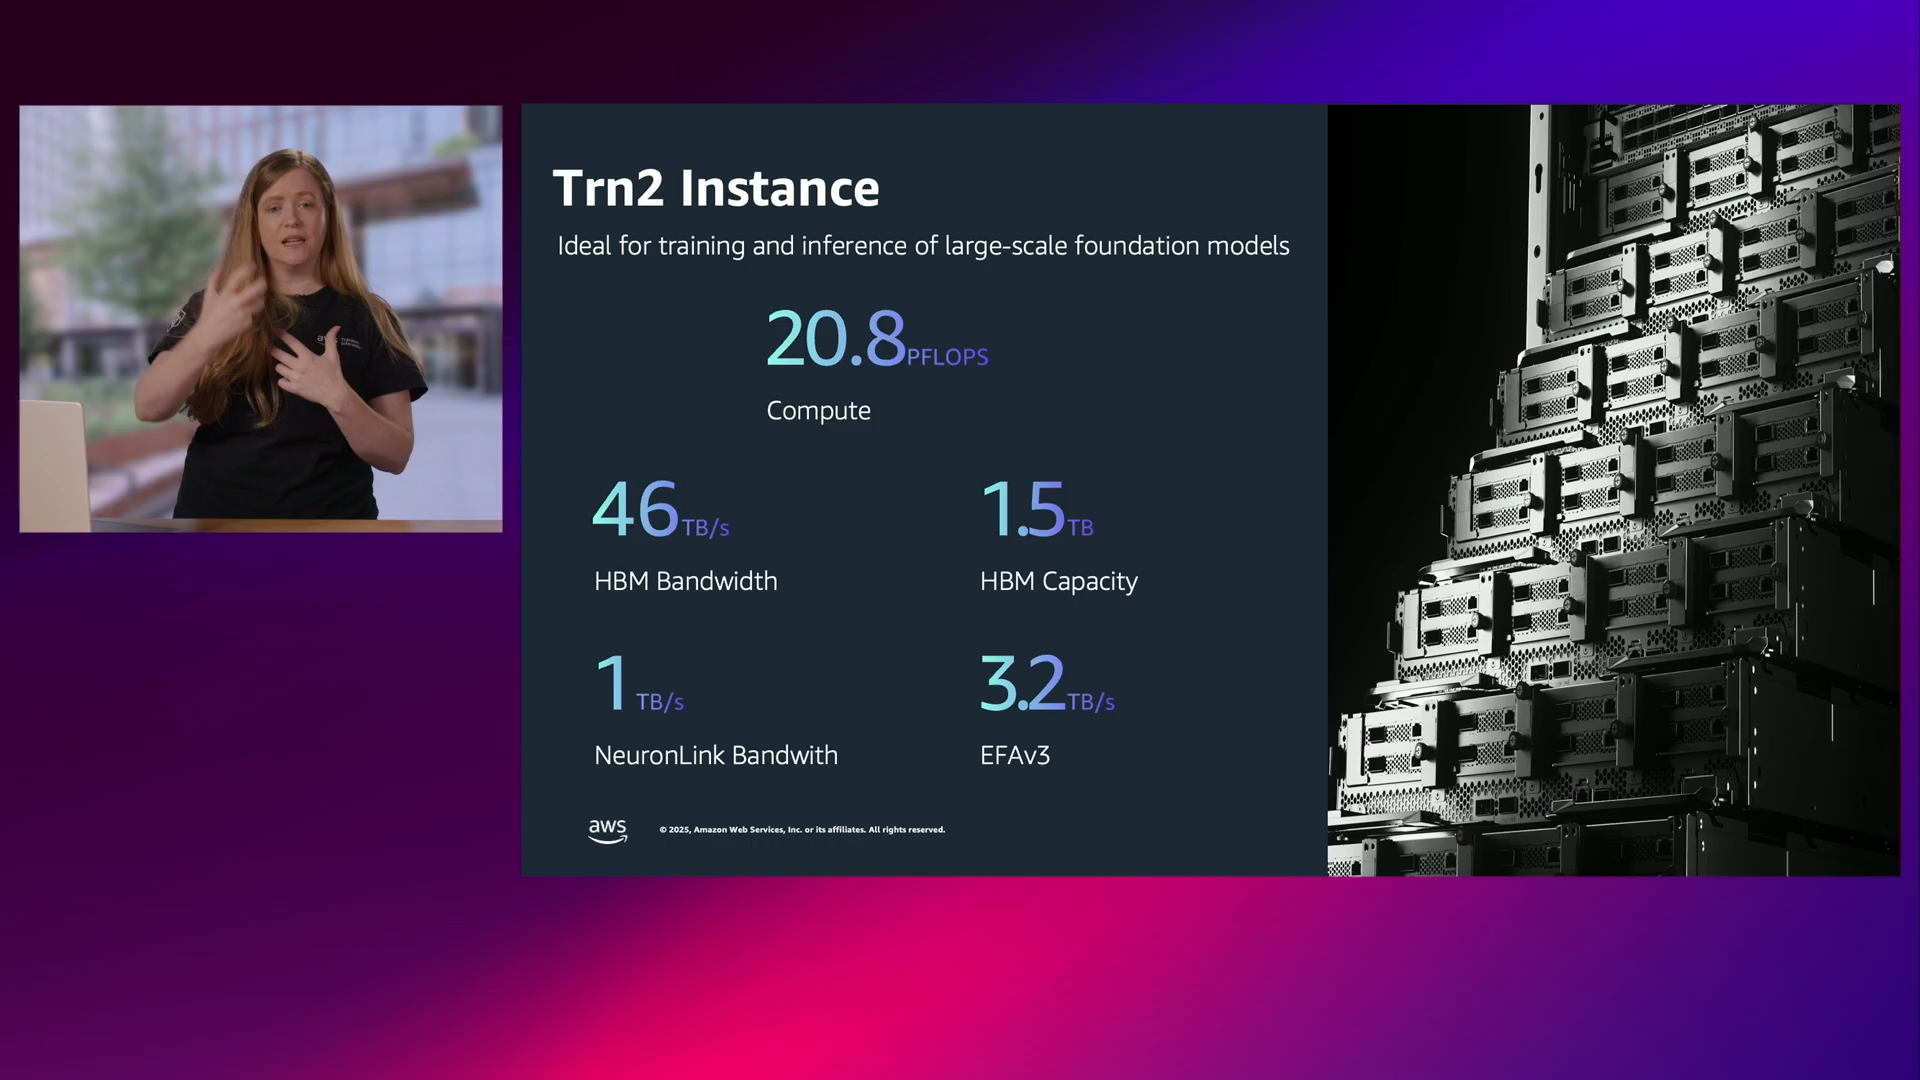 Trn2 Instance
Ideal for training and inference of large-scale foundation models
20.8PFLOPS
Compute
46TB/s
HBM Bandwidth
1.5TB
HBM Capacity
1 TB/s
NeuronLink Bandwith
3.2TB/s
EFAv3
aws
© 2025, Amazon Web Services, Inc. or its affiliates. All rights reserved.